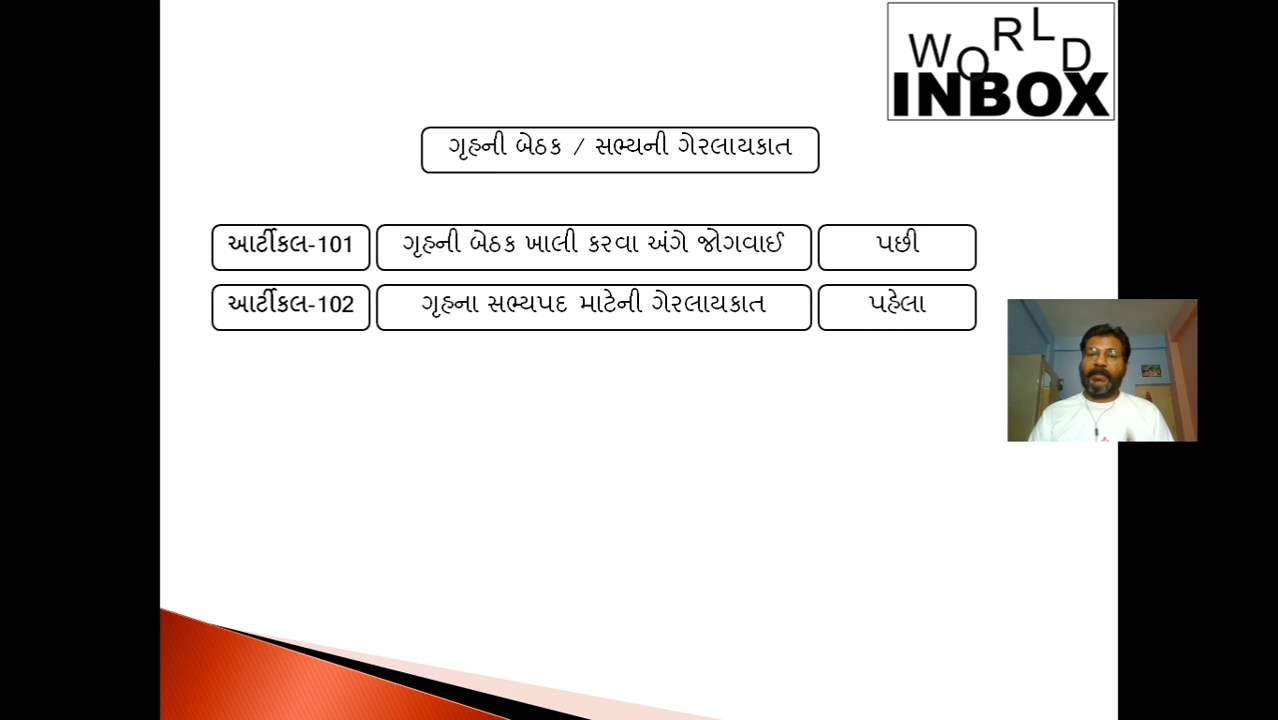 WORLD
INBOX
ગૃહની બેઠક / સભ્યની ગેરલાયકાત
આર્ટીકલ-101 ગૃહની બેઠક ખાલી કરવા અંગે જોગવાઈ પછી
આર્ટીકલ-102 ગૃહના સભ્યપદ માટેની ગેરલાયકાત પહેલા